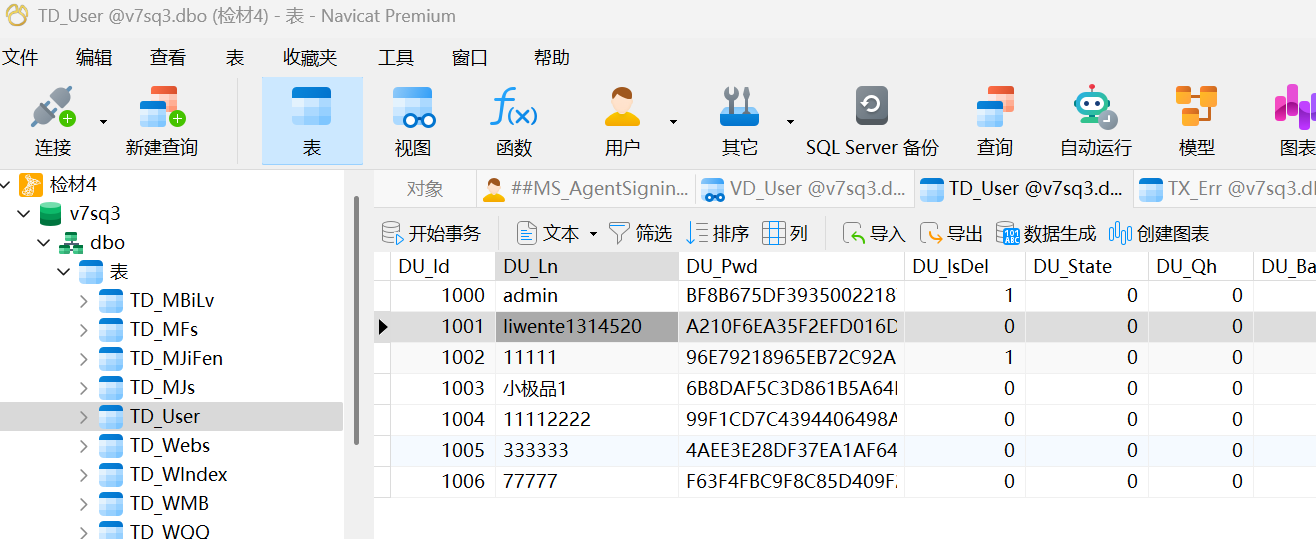 TD_User @v7sq3.dbo (检材4) - 表 - Navicat Premium
文件 编辑 查看 表 收藏夹 工具 窗口 帮助
连接 新建查询 表 视图 函数 用户 其它 SQL Server 备份 查询 自动运行 模型 图表
检材4
v7sq3
dbo
表
TD_MBiLv
TD_MFs
TD_MJiFen
TD_MJs
TD_User
TD_Webs
TD_WIndex
TD_WMB
TD_WQQ
对象 ##MS_AgentSignin... VD_User @v7sq3.d... TD_User @v7sq3.d... TX_Err @v7sq3.d
开始事务 文本 筛选 排序 列 导入 导出 数据生成 创建图表
DU_Id DU_Ln DU_Pwd DU_IsDel DU_State DU_Qh DU_Ba
1000 admin BF8B675DF3935002218 1 0 0
1001 liwente1314520 A210F6EA35F2EFD016D 0 0 0
1002 11111 96E79218965EB72C92A 1 0 0
1003 小极品1 6B8DAF5C3D861B5A64 0 0 0
1004 11112222 99F1CD7C4394406498A 0 0 0
1005 333333 4AEE3E28DF37EA1AF64 0 0 0
1006 77777 F63F4FBC9F8C85D409F 0 0 0